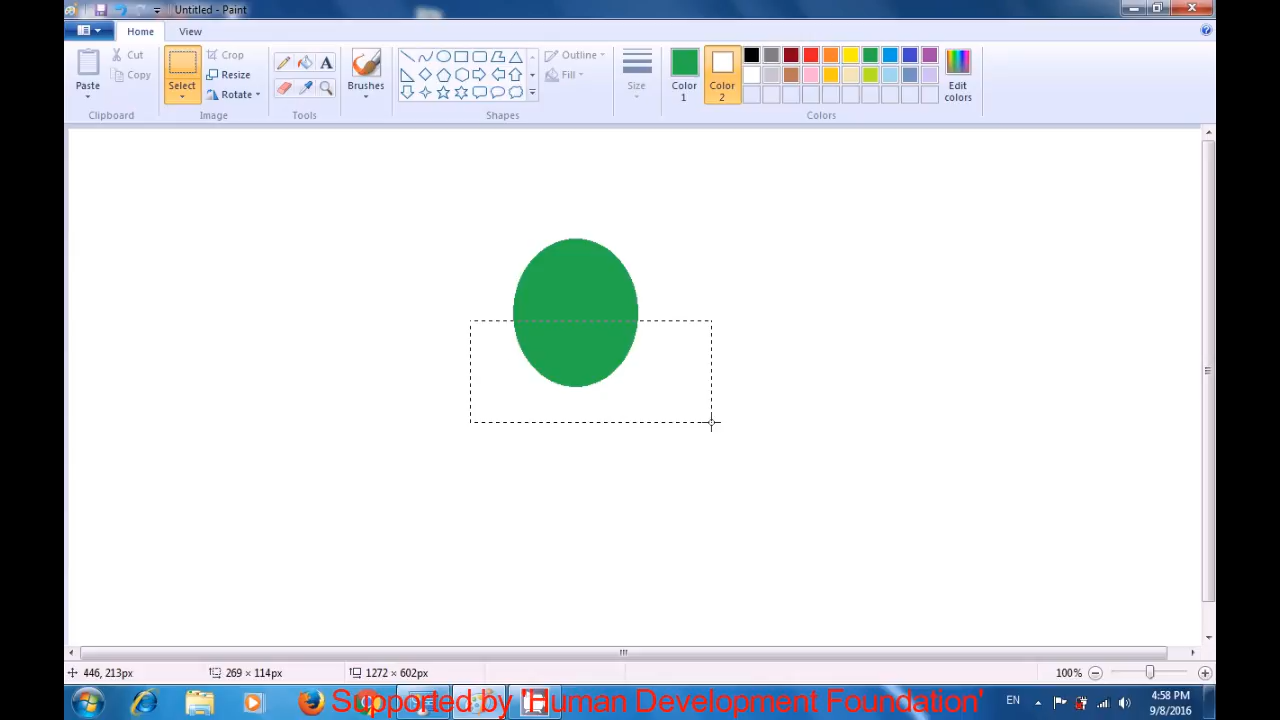 Untitled - Paint
Home View
Paste
Cut
Copy
Clipboard
Select
Crop
Resize
Rotate
Image
A
Tools
Brushes
Outline
Fill
Shapes
Size
Color 1
Color 2
Edit colors
Colors
446, 213px 269 × 114px 1272 × 602px 100%
Supported by 'Human Development Foundation'
EN
4:58 PM
9/8/2016